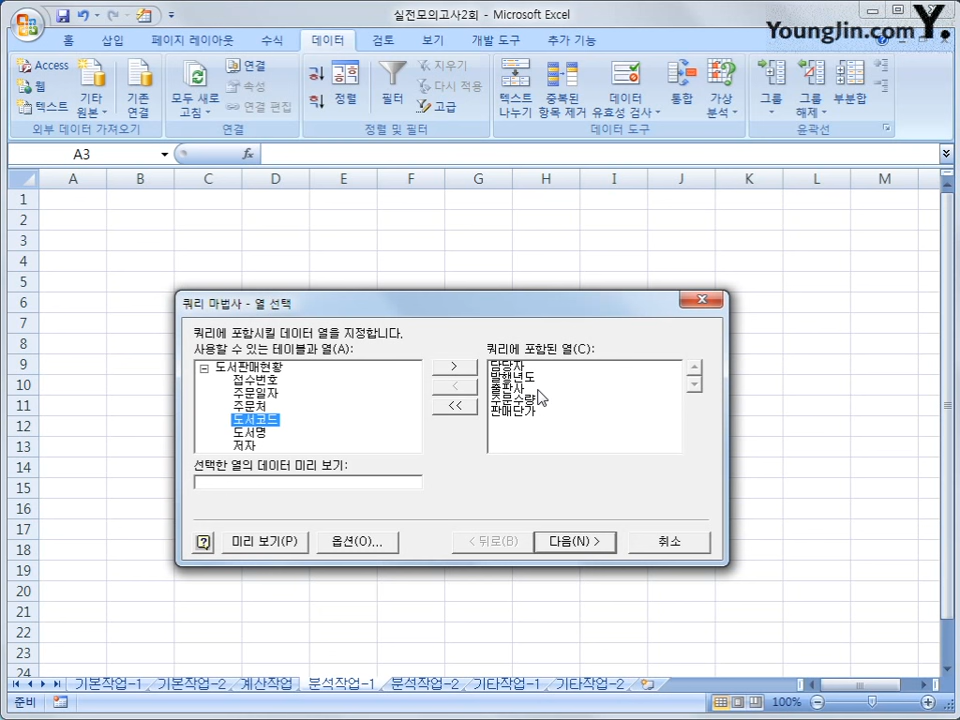 실전모의고사2회 - Microsoft Excel
YoungJin.com Y.
홈 삽입 페이지 레이아웃 수식 데이터 검토 보기 개발 도구 추가 기능
Access
웹
텍스트
기타 원본
기존 연결
외부 데이터 가져오기
모두 새로 고침
연결
속성
연결 편집
연결
정렬
필터
지우기
다시 적용
고급
정렬 및 필터
텍스트 나누기
중복된 항목 제거
데이터 유효성 검사
통합
가상 분석
데이터 도구
그룹
그룹 해제
부분합
윤곽선
A3
fx
A B C D E F G H I J K L M
1
2
3
4
5
6
7
8
9
10
11
12
13
14
15
16
17
18
19
20
21
22
23
24
쿼리 마법사 - 열 선택
쿼리에 포함시킬 데이터 열을 지정합니다.
사용할 수 있는 테이블과 열(A):
도서판매현황
접수번호
주문일자
주문처
도서코드
도서명
저자
>
<
<<
쿼리에 포함된 열(C):
담당자
발행년도
출판사
주문수량
판매단가
선택한 열의 데이터 미리 보기:
미리 보기(P) 옵션(O)... < 뒤로(B) 다음(N) > 취소
기본작업-1 기본작업-2 계산작업 분석작업-1 분석작업-2 기타작업-1 기타작업-2
준비
100%